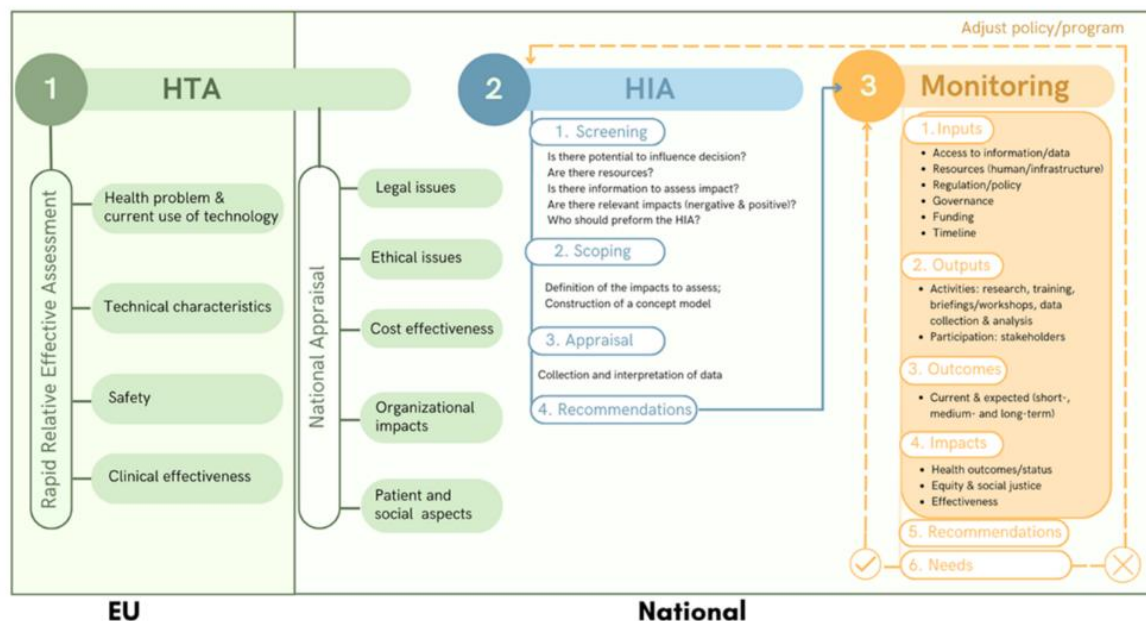 Adjust policy/program
1
HTA
Rapid Relative Effective Assessment
Health problem &
current use of technology
Technical characteristics
Safety
Clinical effectiveness
National Appraisal
Legal issues
Ethical issues
Cost effectiveness
Organizational
impacts
Patient and
social aspects
2
HIA
1. Screening
Is there potential to influence decision?
Are there resources?
Is there information to assess impact?
Are there relevant impacts (nergative & positive)?
Who should preform the HIA?
2. Scoping
Definition of the impacts to assess;
Construction of a concept model
3. Appraisal
Collection and interpretation of data
4. Recommendations
3
Monitoring
1. Inputs
• Access to information/data
• Resources (human/infrastructure)
• Regulation/policy
• Governance
• Funding
• Timeline
2. Outputs
• Activities: research, training,
briefings/workshops, data
collection & analysis
• Participation: stakeholders
3. Outcomes
• Current & expected (short-,
medium- and long-term)
4. Impacts
• Health outcomes/status
• Equity & social justice
• Effectiveness
5. Recommendations
6. Needs
EU
National